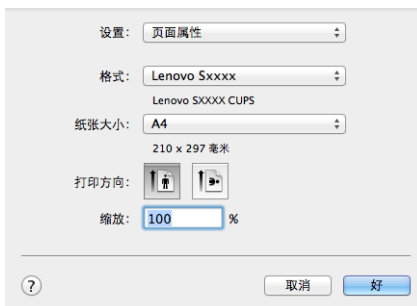 设置: 页面属性
格式: Lenovo Sxxxx
Lenovo SXXXX CUPS
纸张大小: A4
210 x 297 毫米
打印方向:
缩放: 100 %
? 取消 好